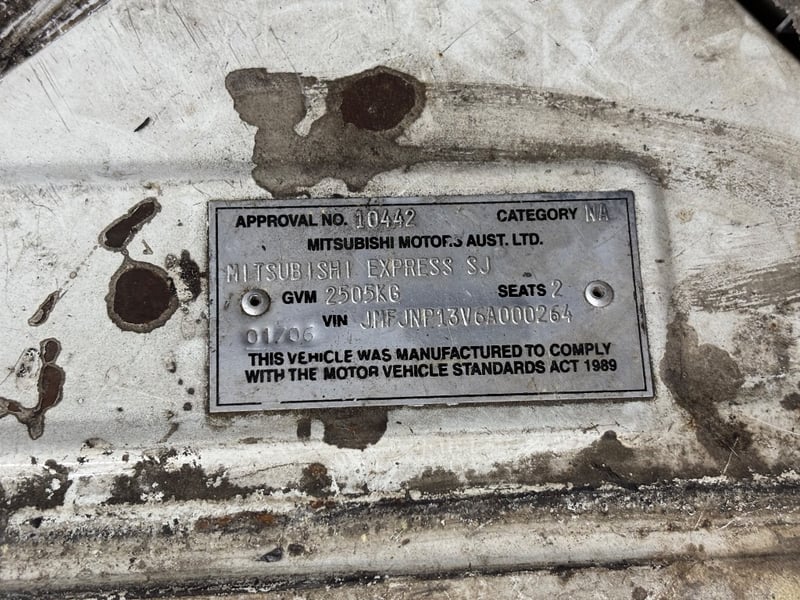 APPROVAL NO. 10442 CATEGORY NA
MITSUBISHI MOTORS AUST. LTD.
MITSUBISHI EXPRESS SJ
GVM 2505KG SEATS 2
VIN JMFJNP13V6A000264
01/06
THIS VEHICLE WAS MANUFACTURED TO COMPLY
WITH THE MOTOR VEHICLE STANDARDS ACT 1989